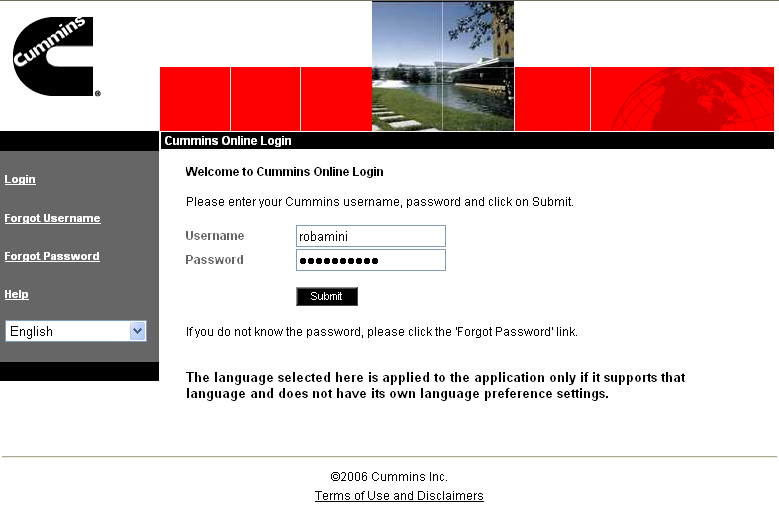 Cummins
®
Cummins Online Login
Login
Forgot Username
Forgot Password
Help
English
Welcome to Cummins Online Login
Please enter your Cummins username, password and click on Submit.
Username robamini
Password ●●●●●●●●●●
Submit
If you do not know the password, please click the 'Forgot Password' link.
The language selected here is applied to the application only if it supports that
language and does not have its own language preference settings.
©2006 Cummins Inc.
Terms of Use and Disclaimers